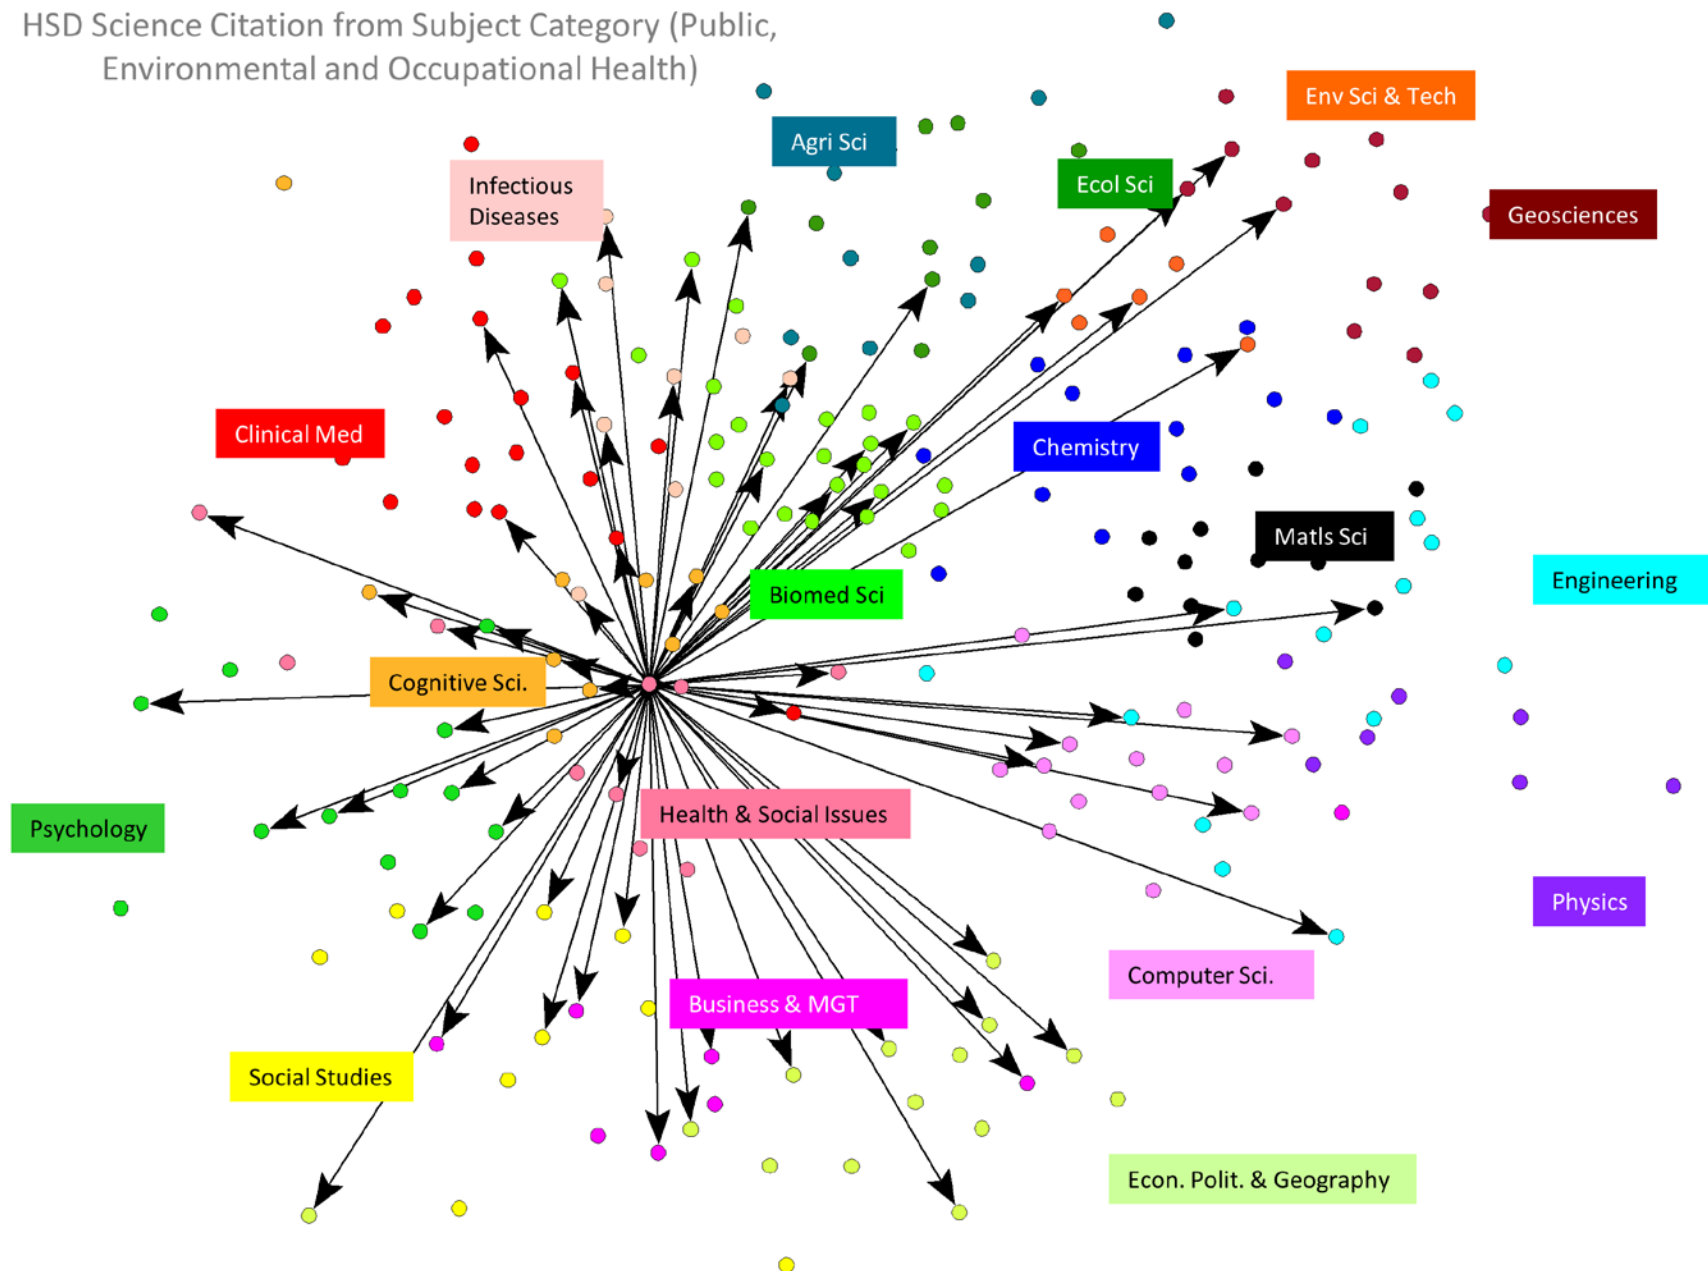 HSD Science Citation from Subject Category (Public,
Environmental and Occupational Health)
Env Sci & Tech
Agri Sci
Infectious
Diseases
Ecol Sci
Geosciences
Clinical Med
Chemistry
Matls Sci
Engineering
Biomed Sci
Cognitive Sci.
Health & Social Issues
Psychology
Physics
Computer Sci.
Business & MGT
Social Studies
Econ. Polit. & Geography